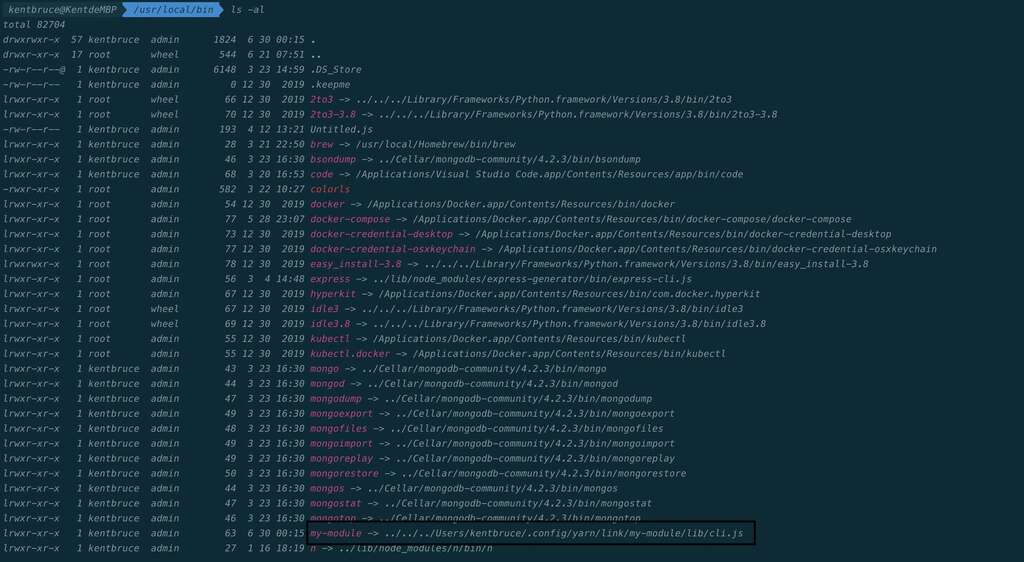 kentbruce@KentdeMBP /usr/local/bin ls -al
total 82704
drwxrwxr-x 57 kentbruce admin 1824 6 30 00:15 .
drwxr-xr-x 17 root wheel 544 6 21 07:51 ..
-rw-r--r--@ 1 kentbruce admin 6148 3 23 14:59 .DS_Store
-rw-r--r-- 1 kentbruce admin 0 12 30 2019 .keepme
lrwxr-xr-x 1 root wheel 66 12 30 2019 2to3 -> ../../../Library/Frameworks/Python.framework/Versions/3.8/bin/2to3
lrwxr-xr-x 1 root wheel 70 12 30 2019 2to3-3.8 -> ../../../Library/Frameworks/Python.framework/Versions/3.8/bin/2to3-3.8
-rw-r--r-- 1 kentbruce admin 193 4 12 13:21 Untitled.js
lrwxr-xr-x 1 kentbruce admin 28 3 21 22:50 brew -> /usr/local/Homebrew/bin/brew
lrwxr-xr-x 1 kentbruce admin 46 3 23 16:30 bsondump -> ../Cellar/mongodb-community/4.2.3/bin/bsondump
lrwxr-xr-x 1 kentbruce admin 68 3 20 16:53 code -> /Applications/Visual Studio Code.app/Contents/Resources/app/bin/code
-rwxr-xr-x 1 root admin 582 3 22 10:27 colorls
lrwxr-xr-x 1 root admin 54 12 30 2019 docker -> /Applications/Docker.app/Contents/Resources/bin/docker
lrwxr-xr-x 1 root admin 77 5 28 23:07 docker-compose -> /Applications/Docker.app/Contents/Resources/bin/docker-compose/docker-compose
lrwxr-xr-x 1 root admin 73 12 30 2019 docker-credential-desktop -> /Applications/Docker.app/Contents/Resources/bin/docker-credential-desktop
lrwxr-xr-x 1 root admin 77 12 30 2019 docker-credential-osxkeychain -> /Applications/Docker.app/Contents/Resources/bin/docker-credential-osxkeychain
lrwxrwxr-x 1 root admin 78 12 30 2019 easy_install-3.8 -> ../../../Library/Frameworks/Python.framework/Versions/3.8/bin/easy_install-3.8
lrwxr-xr-x 1 kentbruce admin 56 3 4 14:48 express -> ../lib/node_modules/express-generator/bin/express-cli.js
lrwxr-xr-x 1 root admin 67 12 30 2019 hyperkit -> /Applications/Docker.app/Contents/Resources/bin/com.docker.hyperkit
lrwxr-xr-x 1 root wheel 67 12 30 2019 idle3 -> ../../../Library/Frameworks/Python.framework/Versions/3.8/bin/idle3
lrwxr-xr-x 1 root wheel 69 12 30 2019 idle3.8 -> ../../../Library/Frameworks/Python.framework/Versions/3.8/bin/idle3.8
lrwxr-xr-x 1 root admin 55 12 30 2019 kubectl -> /Applications/Docker.app/Contents/Resources/bin/kubectl
lrwxr-xr-x 1 root admin 55 12 30 2019 kubectl.docker -> /Applications/Docker.app/Contents/Resources/bin/kubectl
lrwxr-xr-x 1 kentbruce admin 43 3 23 16:30 mongo -> ../Cellar/mongodb-community/4.2.3/bin/mongo
lrwxr-xr-x 1 kentbruce admin 44 3 23 16:30 mongod -> ../Cellar/mongodb-community/4.2.3/bin/mongod
lrwxr-xr-x 1 kentbruce admin 47 3 23 16:30 mongodump -> ../Cellar/mongodb-community/4.2.3/bin/mongodump
lrwxr-xr-x 1 kentbruce admin 49 3 23 16:30 mongoexport -> ../Cellar/mongodb-community/4.2.3/bin/mongoexport
lrwxr-xr-x 1 kentbruce admin 48 3 23 16:30 mongofiles -> ../Cellar/mongodb-community/4.2.3/bin/mongofiles
lrwxr-xr-x 1 kentbruce admin 49 3 23 16:30 mongoimport -> ../Cellar/mongodb-community/4.2.3/bin/mongoimport
lrwxr-xr-x 1 kentbruce admin 49 3 23 16:30 mongoreplay -> ../Cellar/mongodb-community/4.2.3/bin/mongoreplay
lrwxr-xr-x 1 kentbruce admin 50 3 23 16:30 mongorestore -> ../Cellar/mongodb-community/4.2.3/bin/mongorestore
lrwxr-xr-x 1 kentbruce admin 44 3 23 16:30 mongos -> ../Cellar/mongodb-community/4.2.3/bin/mongos
lrwxr-xr-x 1 kentbruce admin 47 3 23 16:30 mongostat -> ../Cellar/mongodb-community/4.2.3/bin/mongostat
lrwxr-xr-x 1 kentbruce admin 46 3 23 16:30 mongotop -> ../Cellar/mongodb-community/4.2.3/bin/mongotop
lrwxr-xr-x 1 kentbruce admin 63 6 30 00:15 my-module -> ../../../Users/kentbruce/.config/yarn/link/my-module/lib/cli.js
lrwxr-xr-x 1 kentbruce admin 27 1 16 18:19 n -> ../lib/node_modules/n/bin/n